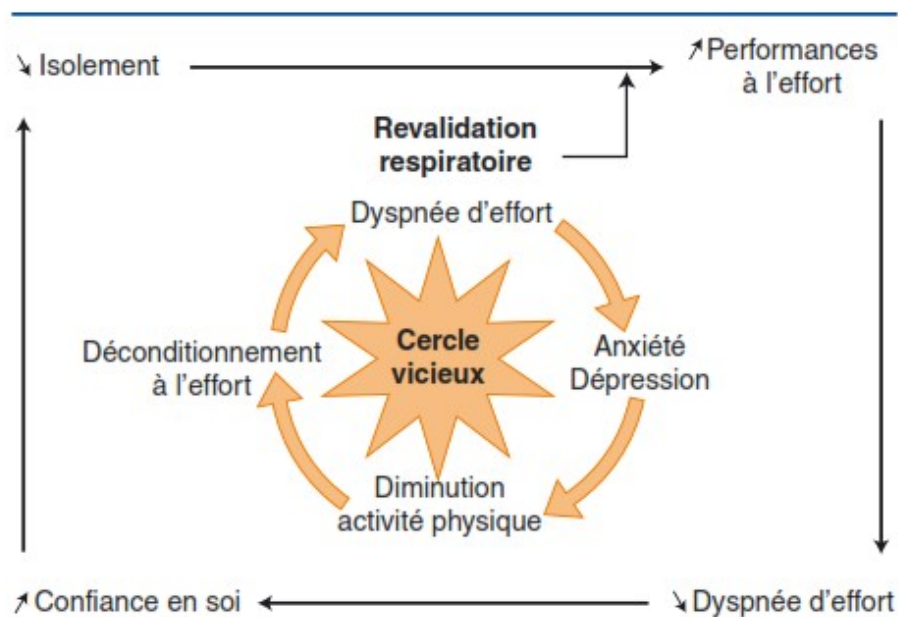 ↘ Isolement
↗ Performances
à l'effort
Revalidation
respiratoire
Dyspnée d'effort
Cercle
vicieux
Anxiété
Dépression
Déconditionnement
à l'effort
Diminution
activité physique
↗ Confiance en soi
↘ Dyspnée d'effort